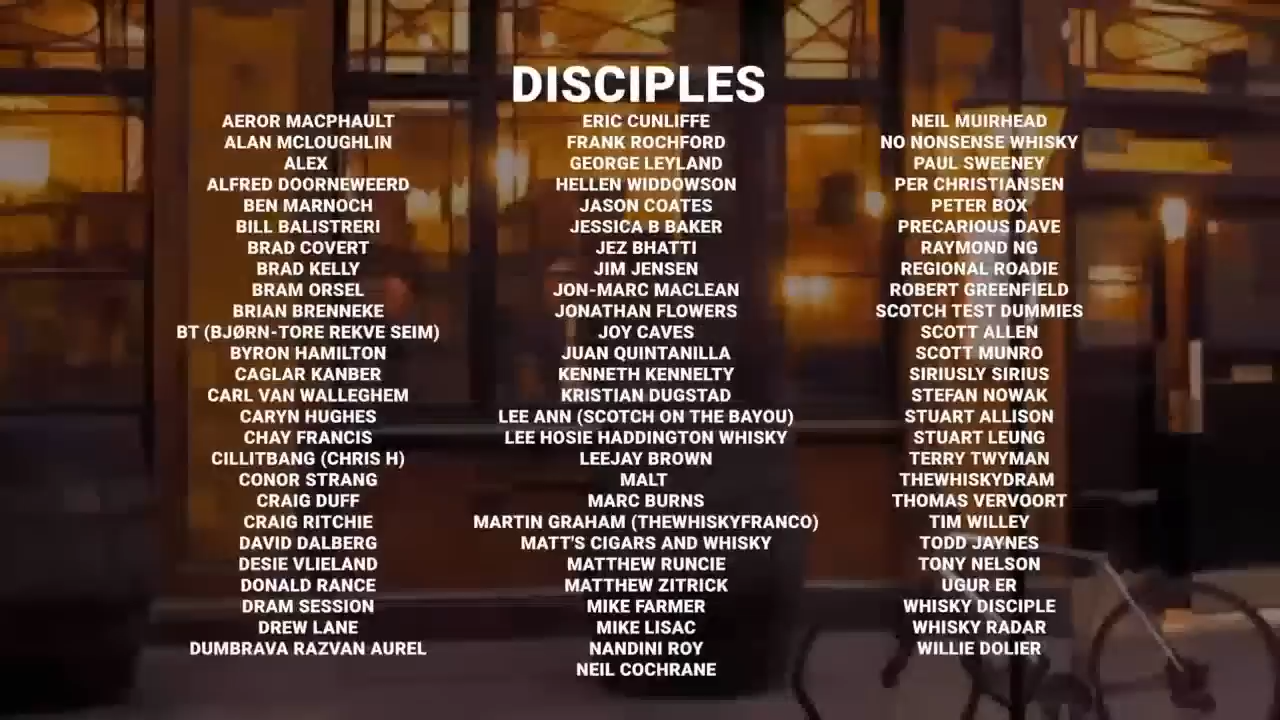 DISCIPLES
AEROR MACPHAULT
ALAN MCLOUGHLIN
ALEX
ALFRED DOORNEWEERD
BEN MARNOCH
BILL BALISTRERI
BRAD COVERT
BRAD KELLY
BRAM ORSEL
BRIAN BRENNEKE
BT (BJØRN-TORE REKVE SEIM)
BYRON HAMILTON
CAGLAR KANBER
CARL VAN WALLEGHEM
CARYN HUGHES
CHAY FRANCIS
CILLITBANG (CHRIS H)
CONOR STRANG
CRAIG DUFF
CRAIG RITCHIE
DAVID DALBERG
DESIE VLIELAND
DONALD RANCE
DRAM SESSION
DREW LANE
DUMBRAVA RAZVAN AUREL
ERIC CUNLIFFE
FRANK ROCHFORD
GEORGE LEYLAND
HELLEN WIDDOWSON
JASON COATES
JESSICA B BAKER
JEZ BHATTI
JIM JENSEN
JON-MARC MACLEAN
JONATHAN FLOWERS
JOY CAVES
JUAN QUINTANILLA
KENNETH KENNELTY
KRISTIAN DUGSTAD
LEE ANN (SCOTCH ON THE BAYOU)
LEE HOSIE HADDINGTON WHISKY
LEEJAY BROWN
MALT
MARC BURNS
MARTIN GRAHAM (THEWHISKYFRANCO)
MATT'S CIGARS AND WHISKY
MATTHEW RUNCIE
MATTHEW ZITRICK
MIKE FARMER
MIKE LISAC
NANDINI ROY
NEIL COCHRANE
NEIL MUIRHEAD
NO NONSENSE WHISKY
PAUL SWEENEY
PER CHRISTIANSEN
PETER BOX
PRECARIOUS DAVE
RAYMOND NG
REGIONAL ROADIE
ROBERT GREENFIELD
SCOTCH TEST DUMMIES
SCOTT ALLEN
SCOTT MUNRO
SIRIUSLY SIRIUS
STEFAN NOWAK
STUART ALLISON
STUART LEUNG
TERRY TWYMAN
THEWHISKYDRAM
THOMAS VERVOORT
TIM WILLEY
TODD JAYNES
TONY NELSON
UGUR ER
WHISKY DISCIPLE
WHISKY RADAR
WILLIE DOLIER